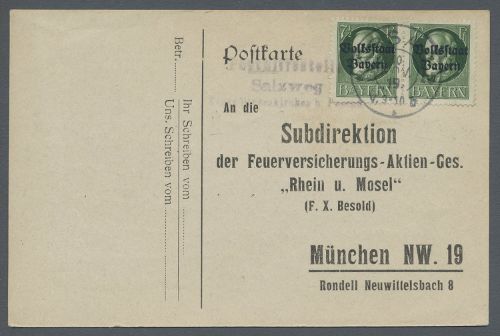 Postkarte
Volksstaat
Bayern
BAYERN
Volksstaat
Bayern
BAYERN
Salzweg
An die
Subdirektion
der Feuerversicherungs-Aktien-Ges.
„Rhein u. Mosel“
(F. X. Besold)
München NW. 19
Rondell Neuwittelsbach 8
Betr.
Ihr Schreiben vom
Uns. Schreiben vom